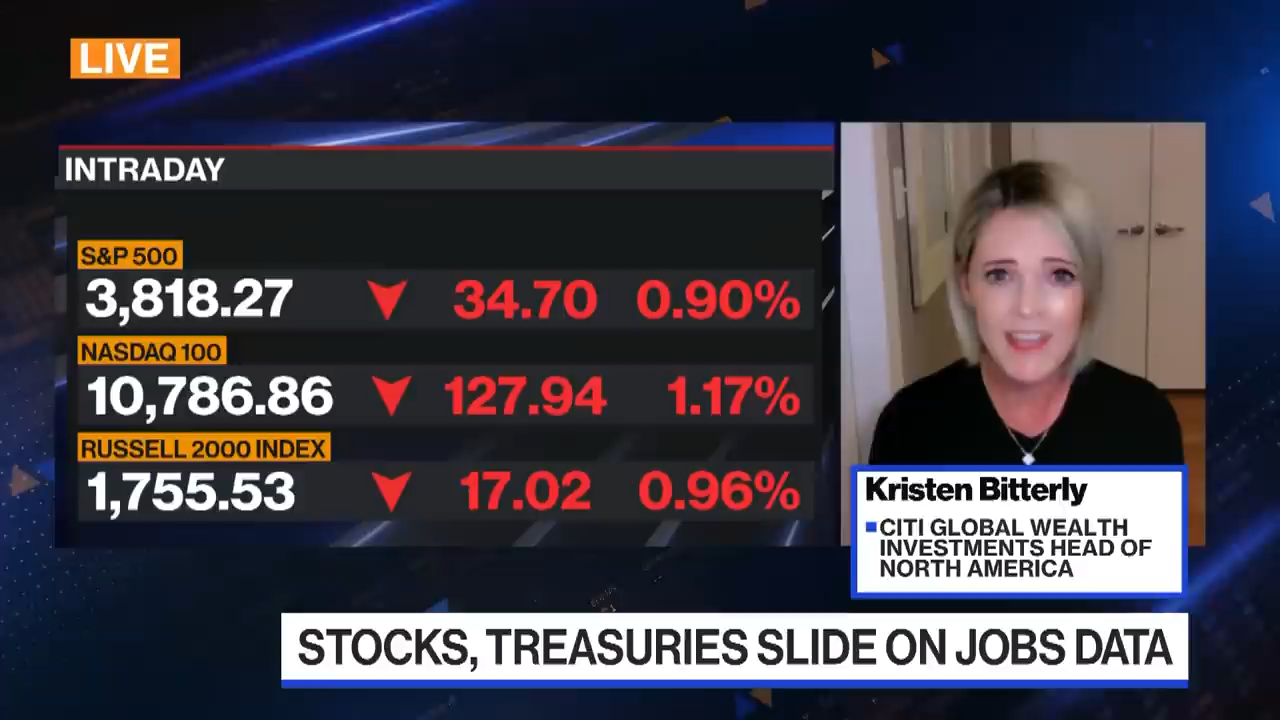 LIVE
INTRADAY
S&P 500
3,818.27 34.70 0.90%
NASDAQ 100
10,786.86 127.94 1.17%
RUSSELL 2000 INDEX
1,755.53 17.02 0.96%
Kristen Bitterly
CITI GLOBAL WEALTH
INVESTMENTS HEAD OF
NORTH AMERICA
STOCKS, TREASURIES SLIDE ON JOBS DATA